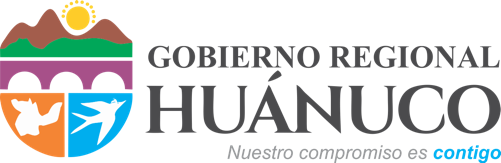 GOBIERNO REGIONAL
HUÁNUCO
Nuestro compromiso es contigo